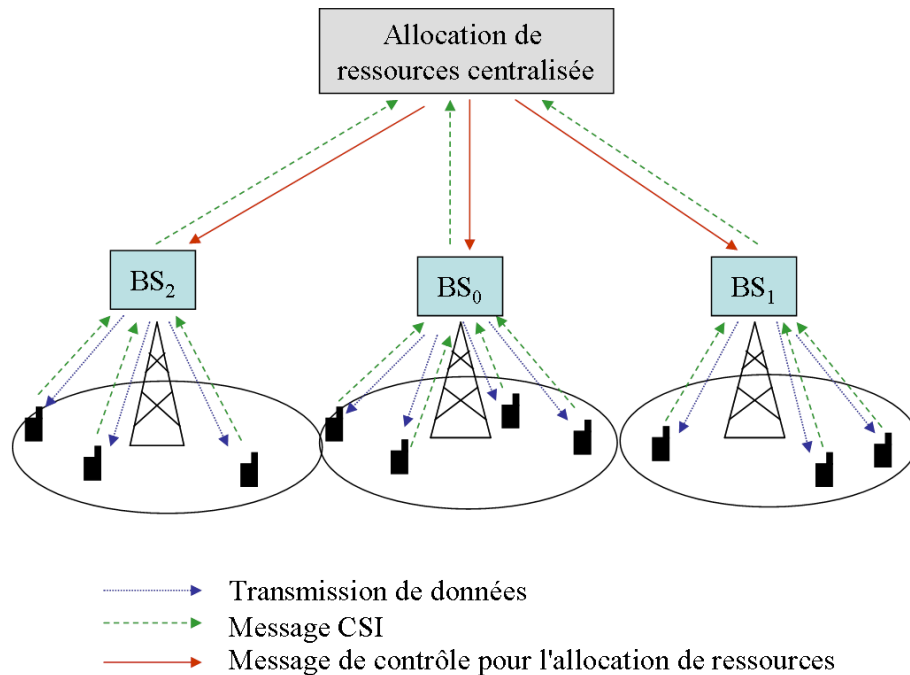 Allocation de
ressources centralisée
BS₂
BS₀
BS₁
Transmission de données
Message CSI
Message de contrôle pour l'allocation de ressources